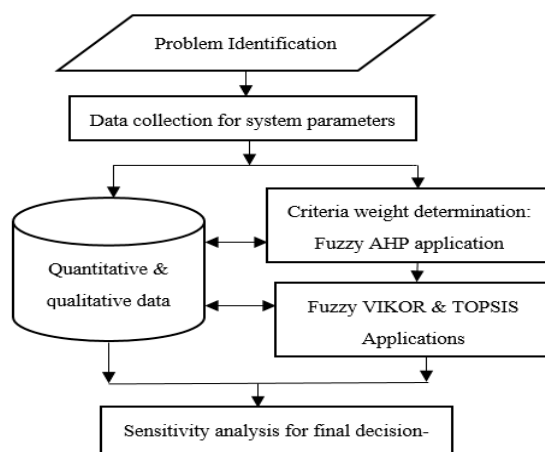 Problem Identification
Data collection for system parameters
Criteria weight determination:
Fuzzy AHP application
Quantitative &
qualitative data
Fuzzy VIKOR & TOPSIS
Applications
Sensitivity analysis for final decision-